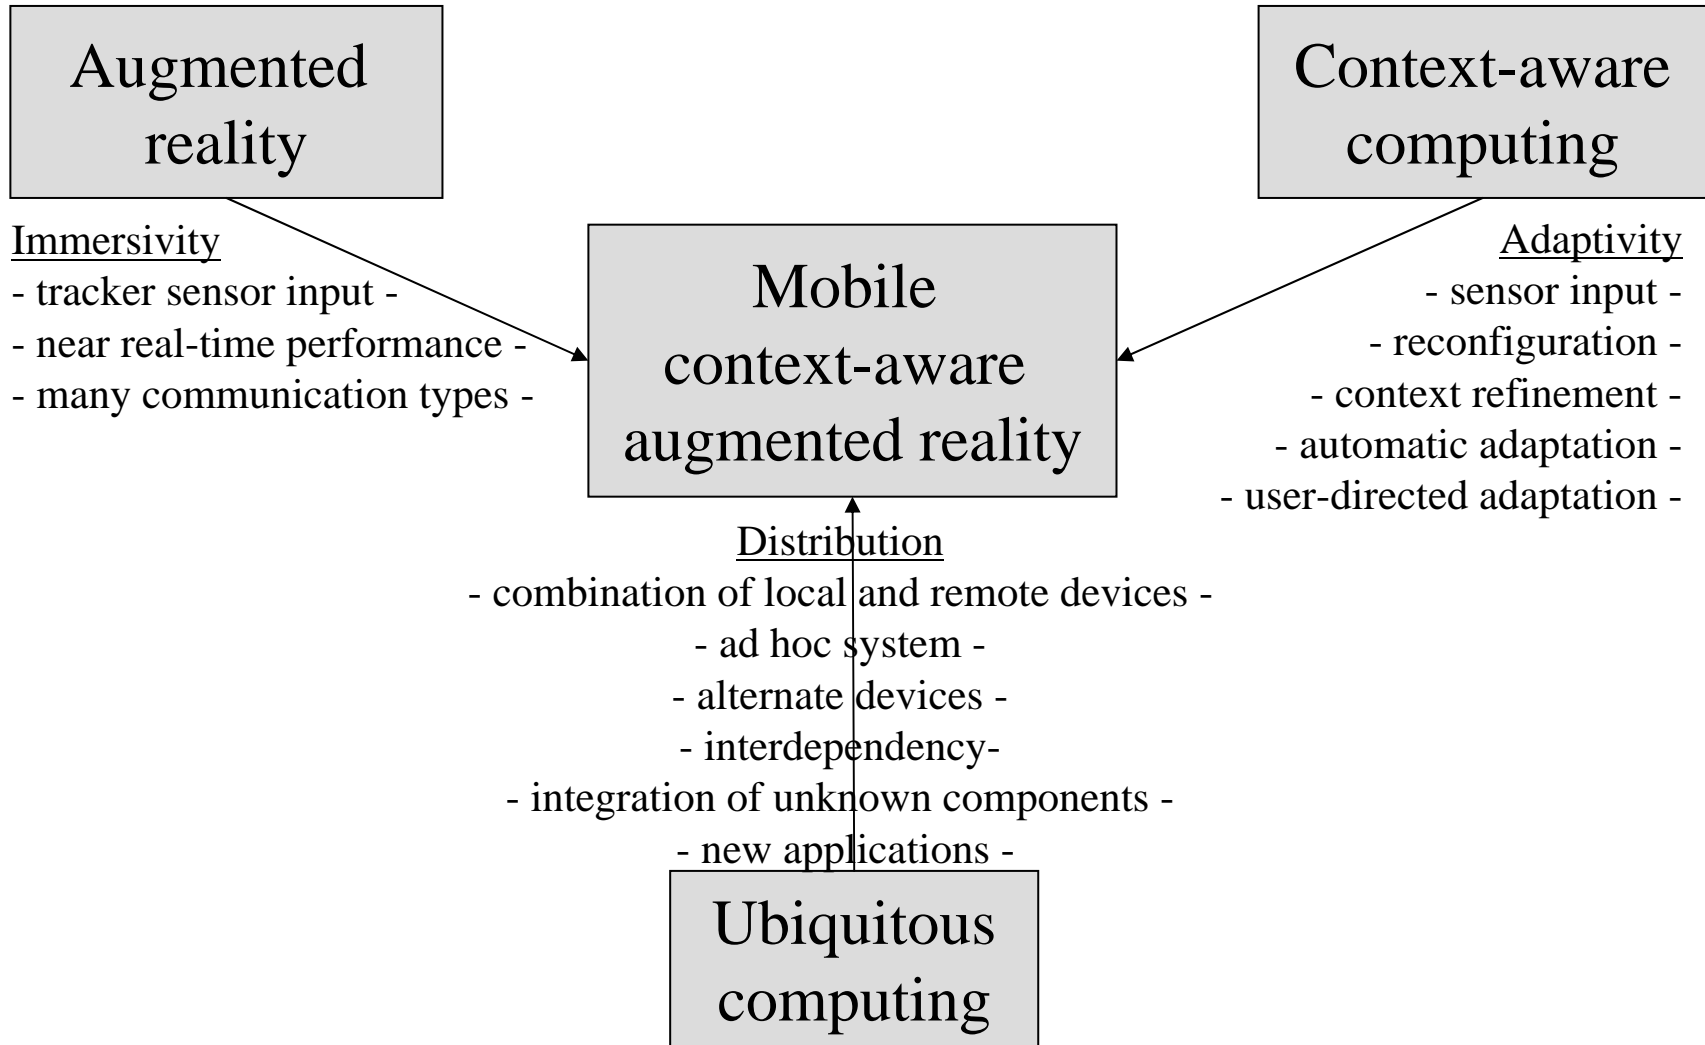 Augmented
reality
Context-aware
computing
Immersivity
- tracker sensor input -
- near real-time performance -
- many communication types -
Mobile
context-aware
augmented reality
Adaptivity
- sensor input -
- reconfiguration -
- context refinement -
- automatic adaptation -
- user-directed adaptation -
Distribution
- combination of local and remote devices -
- ad hoc system -
- alternate devices -
- interdependency-
- integration of unknown components -
- new applications -
Ubiquitous
computing